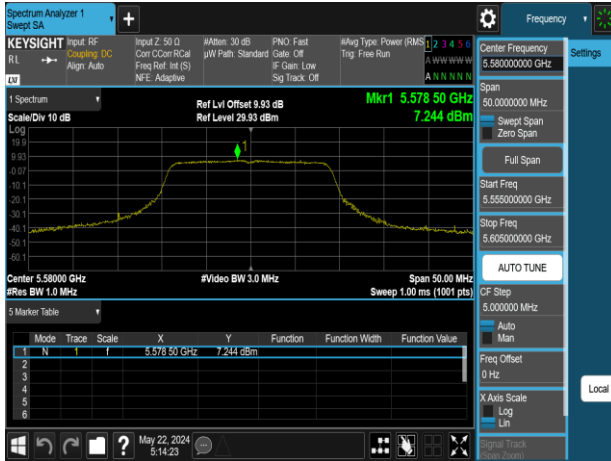 Spectrum Analyzer 1
Swept SA
+
Frequency
KEYSIGHT
RL
Input: RF
Coupling: DC
Align: Auto
Input Z: 50 Ω
Corr CCorr RCal
Freq Ref: Int (S)
NFE: Adaptive
#Atten: 30 dB
µW Path: Standard
PNO: Fast
Gate: Off
IF Gain: Low
Sig Track: Off
#Avg Type: Power (RMS
Trig: Free Run
1 2 3 4 5 6
A W W W W W
A N N N N N
LXI
1 Spectrum
Scale/Div 10 dB
Ref Lvl Offset 9.93 dB
Ref Level 29.93 dBm
Mkr1 5.578 50 GHz
7.244 dBm
Log
19.9
9.93
-0.07
-10.1
-20.1
-30.1
-40.1
-50.1
-60.1
1
Center 5.58000 GHz
#Res BW 1.0 MHz
#Video BW 3.0 MHz
Span 50.00 MHz
Sweep 1.00 ms (1001 pts)
5 Marker Table
Mode Trace Scale X Y Function Function Width Function Value
1 N 1 f 5.578 50 GHz 7.244 dBm
2
3
4
5
6
May 22, 2024
5:14:23
Center Frequency
5.580000000 GHz
Span
50.0000000 MHz
Swept Span
Zero Span
Full Span
Start Freq
5.555000000 GHz
Stop Freq
5.605000000 GHz
AUTO TUNE
CF Step
5.000000 MHz
Auto
Man
Freq Offset
0 Hz
X Axis Scale
Log
Lin
Signal Track
(Span Zoom)
Settings
Local